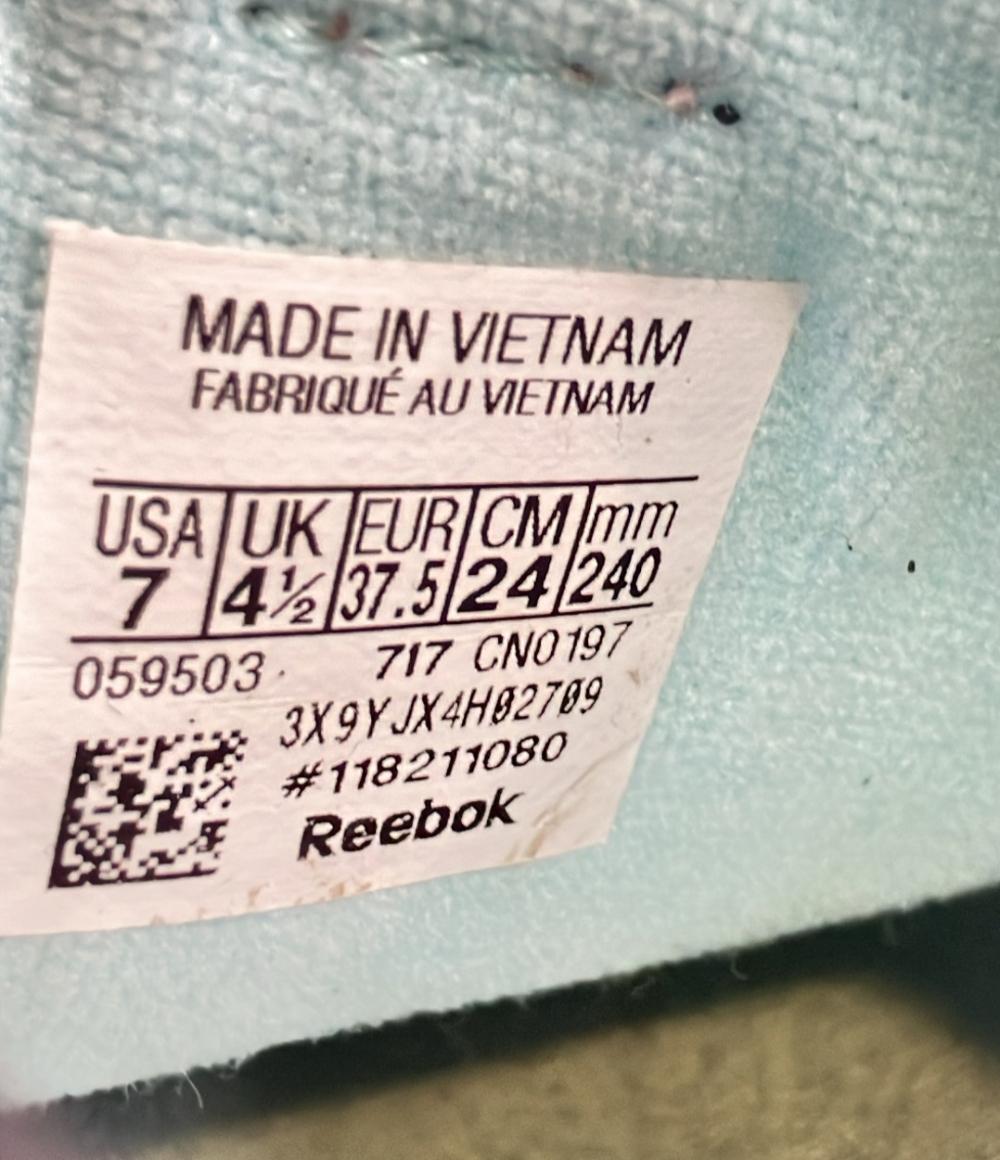 MADE IN VIETNAM
FABRIQUÉ AU VIETNAM
USA UK EUR CM mm
7 4½ 37.5 24 240
059503 717 CN0197
3X9YJX4H02709
#118211080
Reebok